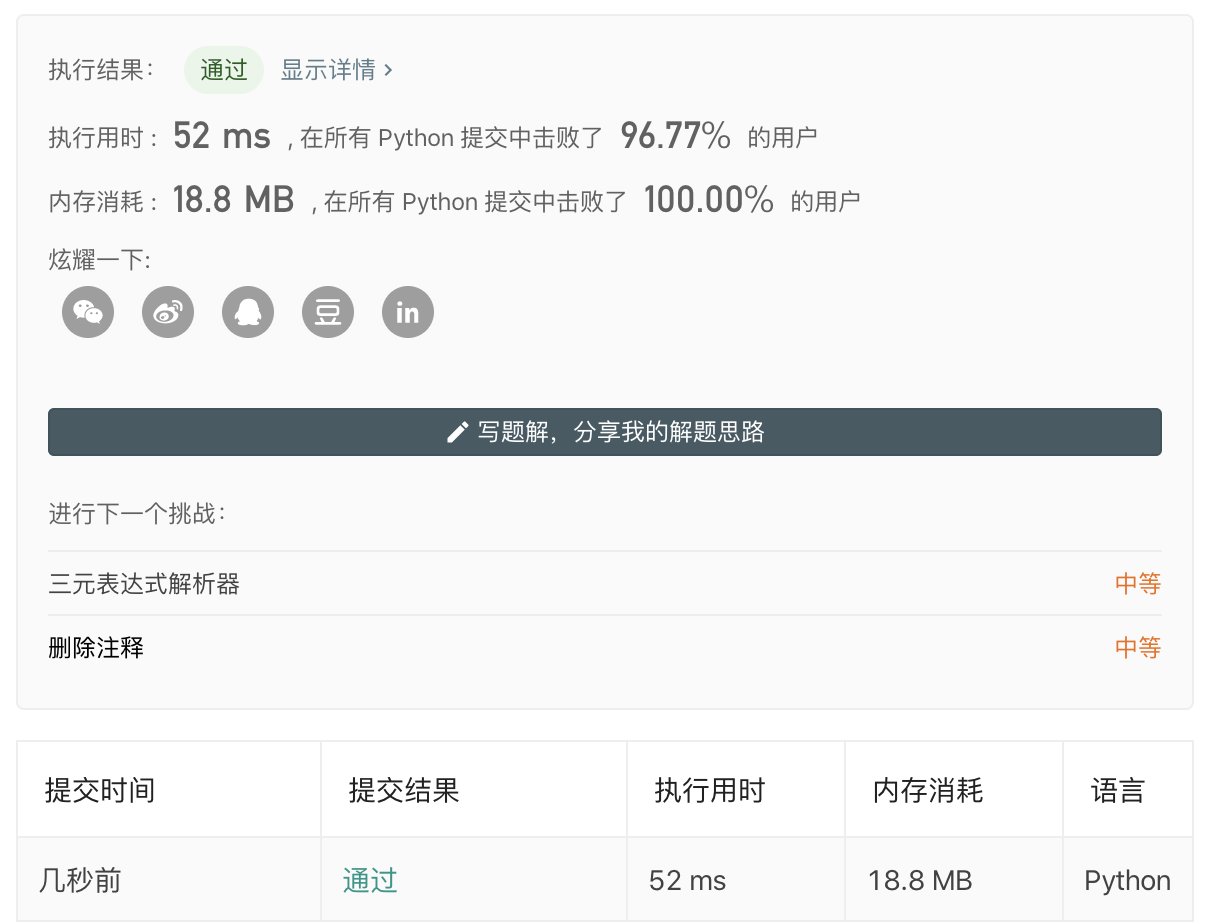 执行结果： 通过 显示详情 ›
执行用时： 52 ms , 在所有 Python 提交中击败了 96.77% 的用户
内存消耗： 18.8 MB , 在所有 Python 提交中击败了 100.00% 的用户
炫耀一下:
豆 in
写题解，分享我的解题思路
进行下一个挑战：
三元表达式解析器 中等
删除注释 中等
提交时间 提交结果 执行用时 内存消耗 语言
几秒前 通过 52 ms 18.8 MB Python